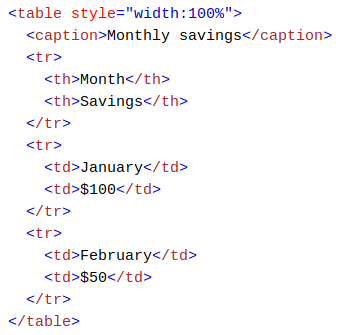 <table style="width:100%">
  <caption>Monthly savings</caption>
  <tr>
    <th>Month</th>
    <th>Savings</th>
  </tr>
  <tr>
    <td>January</td>
    <td>$100</td>
  </tr>
  <tr>
    <td>February</td>
    <td>$50</td>
  </tr>
</table>